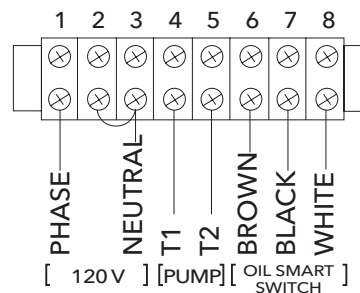 1 2 3 4 5 6 7 8
PHASE
NEUTRAL
T1
T2
BROWN
BLACK
WHITE
[ 120 V ] [PUMP] [ OIL SMART SWITCH ]